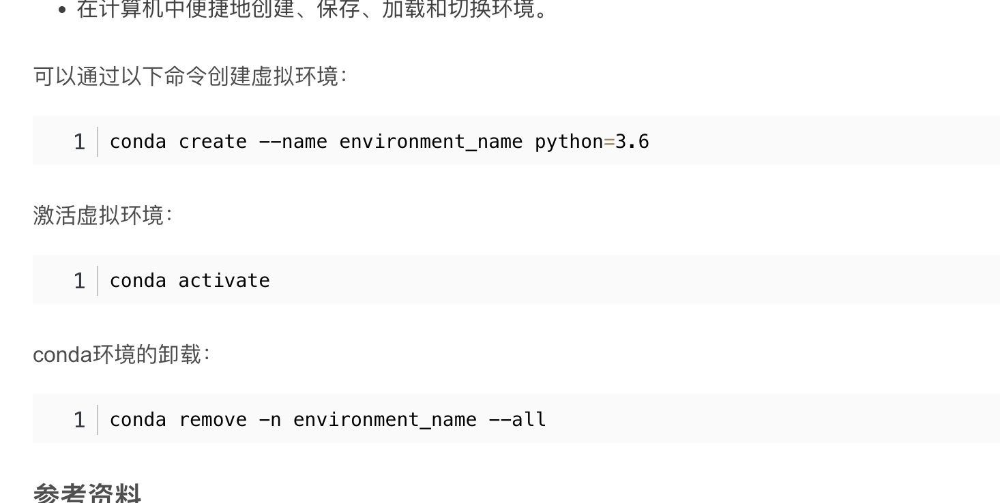 • 在计算机中便捷地创建、保存、加载和切换环境。
可以通过以下命令创建虚拟环境：
1 conda create --name environment_name python=3.6
激活虚拟环境：
1 conda activate
conda环境的卸载：
1 conda remove -n environment_name --all
参考资料